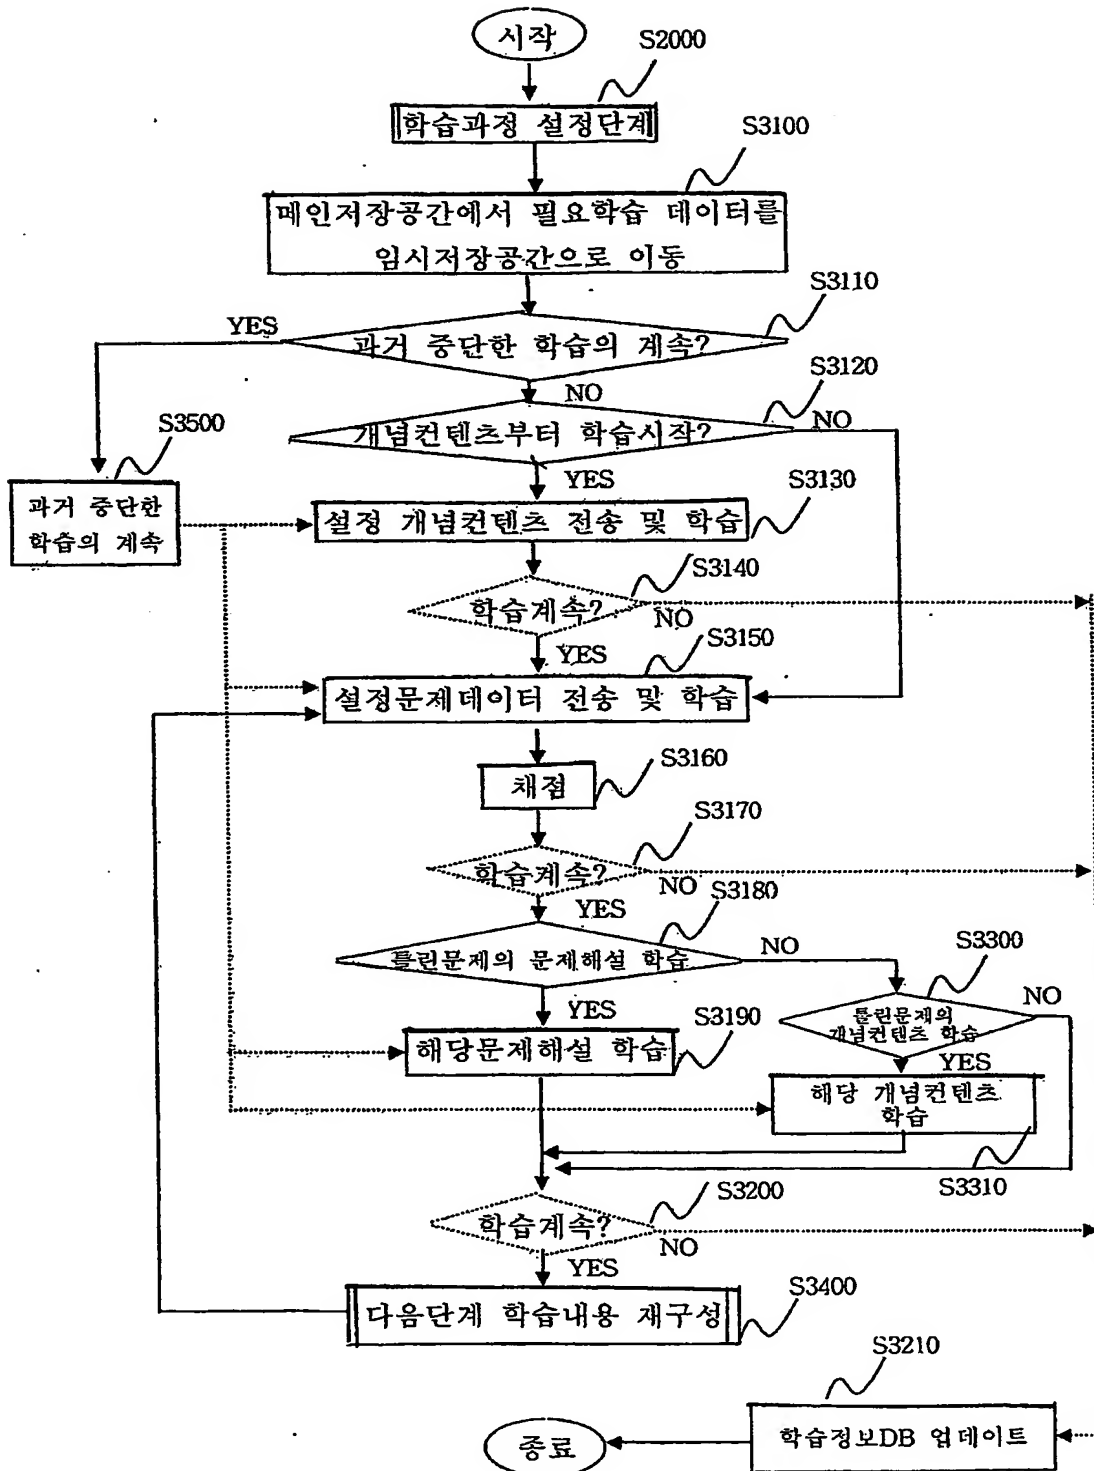 시작
S2000
학습과정 설정단계
S3100
메인저장공간에서 필요학습 데이터를
임시저장공간으로 이동
S3110
YES
과거 중단한 학습의 계속?
NO
S3120
개념컨텐츠부터 학습시작?
NO
S3500
과거 중단한
학습의 계속
YES
S3130
설정 개념컨텐츠 전송 및 학습
S3140
학습계속?
NO
YES
S3150
설정문제데이터 전송 및 학습
S3160
채점
S3170
학습계속?
NO
YES
S3180
틀린문제의 문제해설 학습
NO
S3300
틀린문제의
개념컨텐츠 학습
NO
YES
S3190
해당문제해설 학습
YES
해당 개념컨텐츠
학습
S3310
S3200
학습계속?
NO
YES
S3400
다음단계 학습내용 재구성
S3210
학습정보DB 업데이트
종료